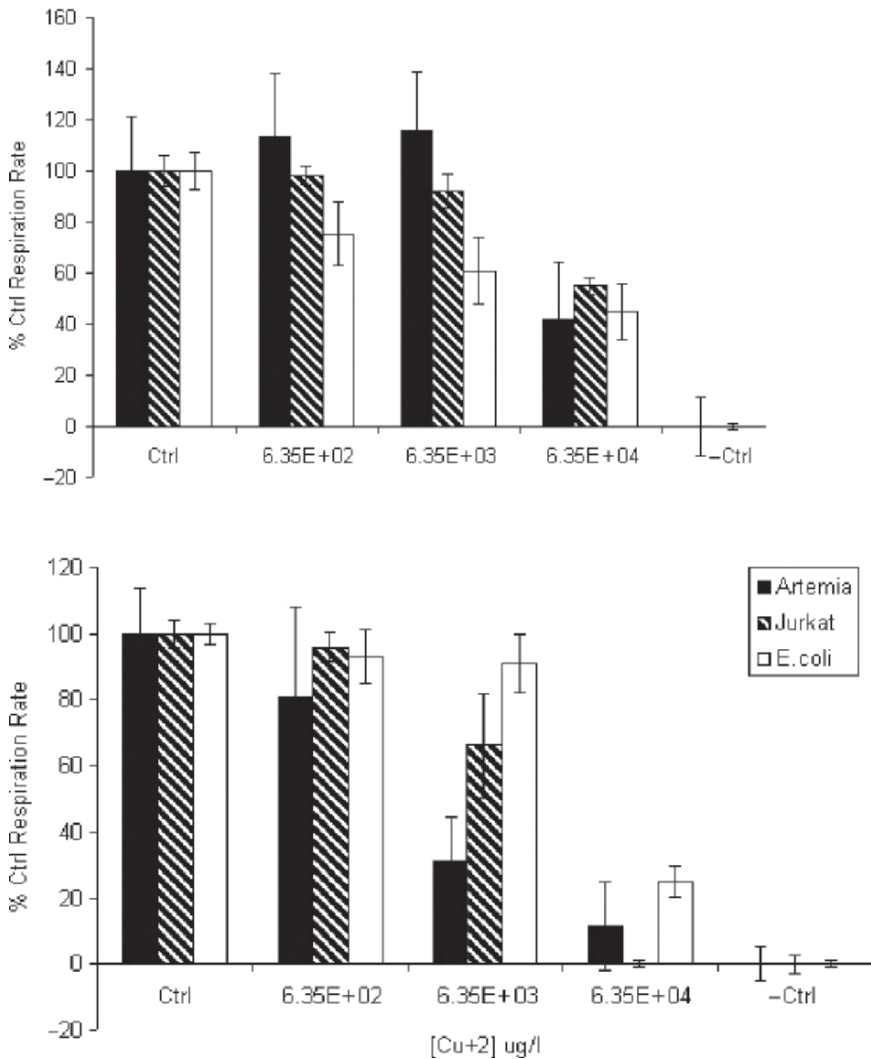 160
140
120
100
80
60
40
20
0
−20
% Ctrl Respiration Rate
Ctrl
6.35E+02
6.35E+03
6.35E+04
−Ctrl
120
100
80
60
40
20
0
−20
% Ctrl Respiration Rate
Artemia
Jurkat
E.coli
Ctrl
6.35E+02
6.35E+03
6.35E+04
−Ctrl
[Cu+2] ug/l